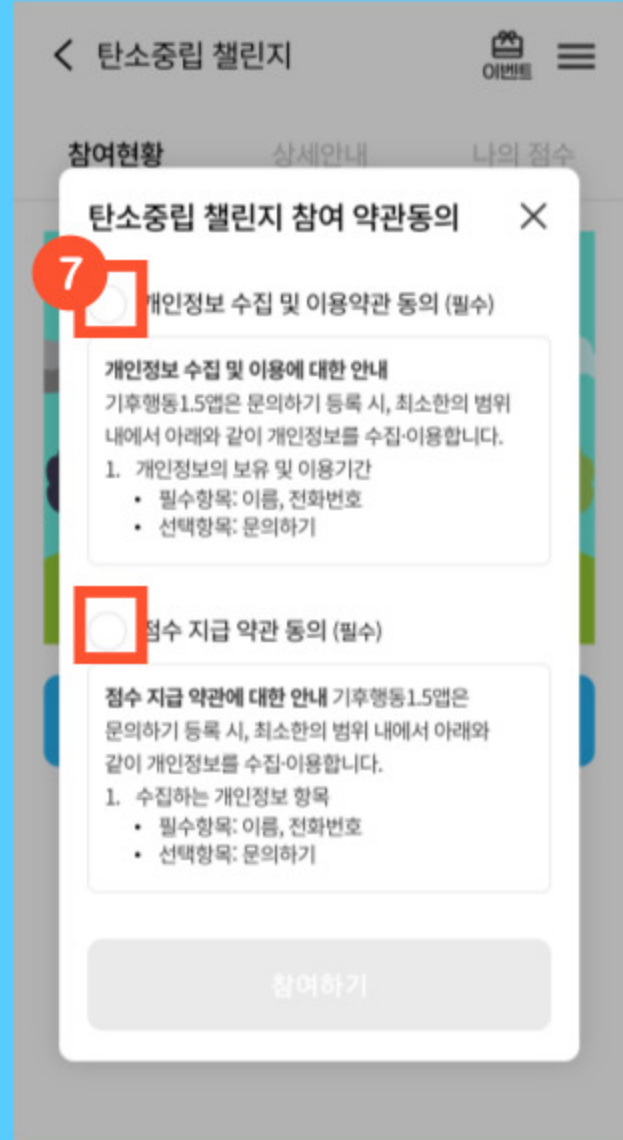 탄소중립 챌린지
이벤트
참여현황 상세안내 나의 점수
탄소중립 챌린지 참여 약관동의
7
개인정보 수집 및 이용약관 동의 (필수)
개인정보 수집 및 이용에 대한 안내
기후행동1.5앱은 문의하기 등록 시, 최소한의 범위
내에서 아래와 같이 개인정보를 수집·이용합니다.
1. 개인정보의 보유 및 이용기간
• 필수항목: 이름, 전화번호
• 선택항목: 문의하기
점수 지급 약관 동의 (필수)
점수 지급 약관에 대한 안내 기후행동1.5앱은
문의하기 등록 시, 최소한의 범위 내에서 아래와
같이 개인정보를 수집·이용합니다.
1. 수집하는 개인정보 항목
• 필수항목: 이름, 전화번호
• 선택항목: 문의하기
참여하기